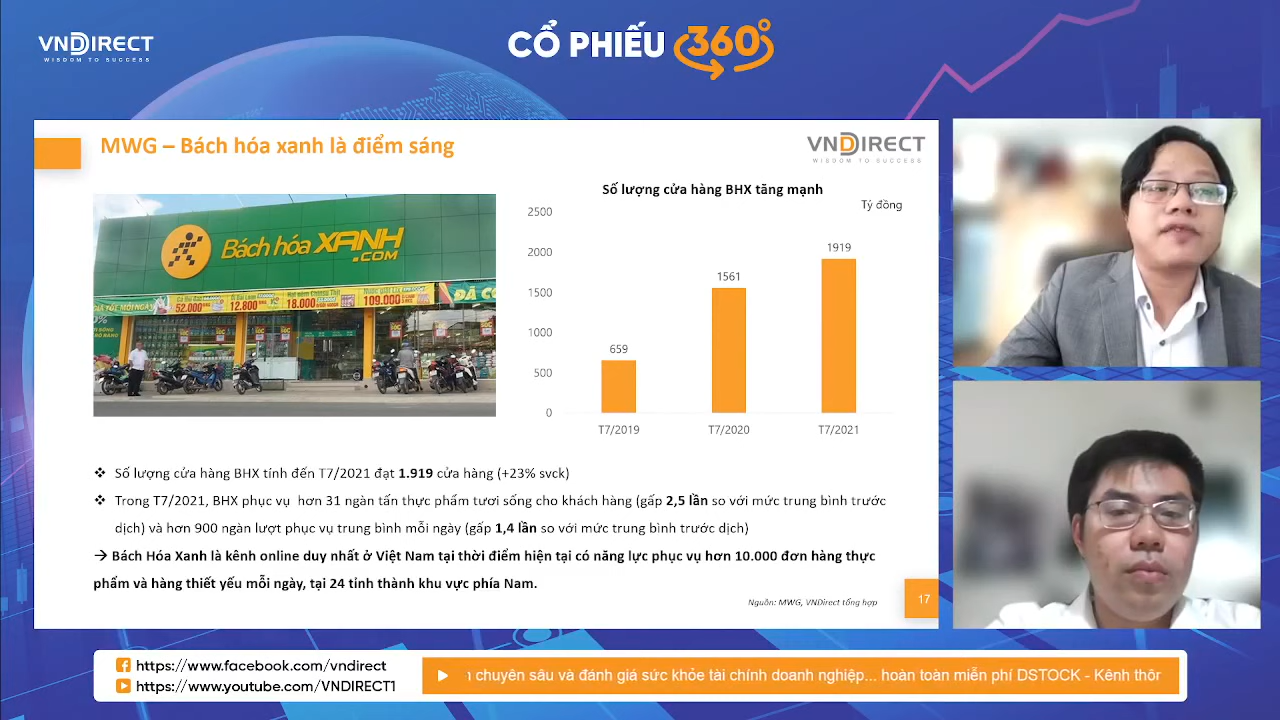 VNDIRECT
WISDOM TO SUCCESS
CỔ PHIẾU 360°
MWG – Bách hóa xanh là điểm sáng
VNDIRECT
WISDOM TO SUCCESS
Bách hóa XANH
.COM
52.000
12.800
18.000
109.000
ĐÃ CÓ
Số lượng cửa hàng BHX tăng mạnh
Tỷ đồng
2500
2000
1500
1000
500
0
659
1561
1919
T7/2019
T7/2020
T7/2021
❖ Số lượng cửa hàng BHX tính đến T7/2021 đạt 1.919 cửa hàng (+23% svck)
❖ Trong T7/2021, BHX phục vụ hơn 31 ngàn tấn thực phẩm tươi sống cho khách hàng (gấp 2,5 lần so với mức trung bình trước
dịch) và hơn 900 ngàn lượt phục vụ trung bình mỗi ngày (gấp 1,4 lần so với mức trung bình trước dịch)
→ Bách Hóa Xanh là kênh online duy nhất ở Việt Nam tại thời điểm hiện tại có năng lực phục vụ hơn 10.000 đơn hàng thực
phẩm và hàng thiết yếu mỗi ngày, tại 24 tỉnh thành khu vực phía Nam.
Nguồn: MWG, VNDirect tổng hợp
17
https://www.facebook.com/vndirect
https://www.youtube.com/VNDIRECT1
chuyên sâu và đánh giá sức khỏe tài chính doanh nghiệp... hoàn toàn miễn phí DSTOCK - Kênh thôn